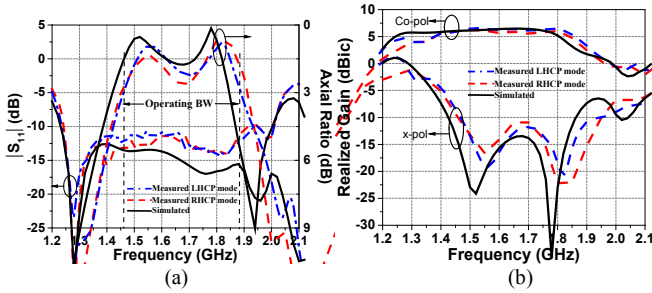 5
0
-5
-10
-15
-20
-25
|S₁₁| (dB)
1.2 1.3 1.4 1.5 1.6 1.7 1.8 1.9 2.0 2.1
Frequency (GHz)
0
3
6
9
Axial Ratio (dB)
Operating BW
Measured LHCP mode
Measured RHCP mode
Simulated
(a)
10
5
0
-5
-10
-15
-20
-25
-30
Realized Gain (dBic)
1.2 1.3 1.4 1.5 1.6 1.7 1.8 1.9 2.0 2.1
Frequency (GHz)
Co-pol
Measured LHCP mode
Measured RHCP mode
Simulated
x-pol
(b)